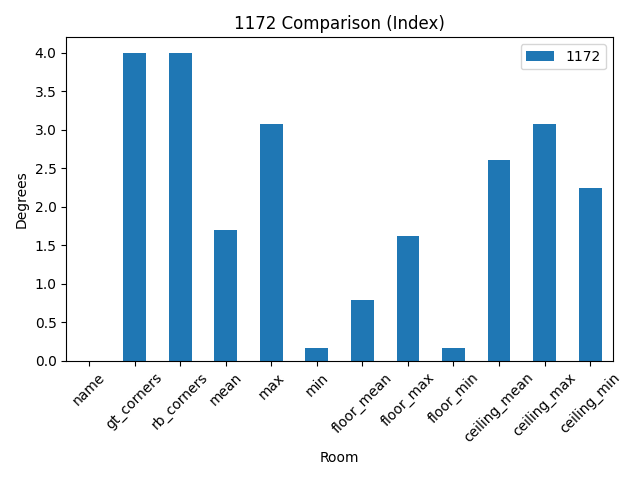 1172 Comparison (Index)
1172
Degrees
4.0
3.5
3.0
2.5
2.0
1.5
1.0
0.5
0.0
name
gt_corners
rb_corners
mean
max
min
floor_mean
floor_max
floor_min
ceiling_mean
ceiling_max
ceiling_min
Room